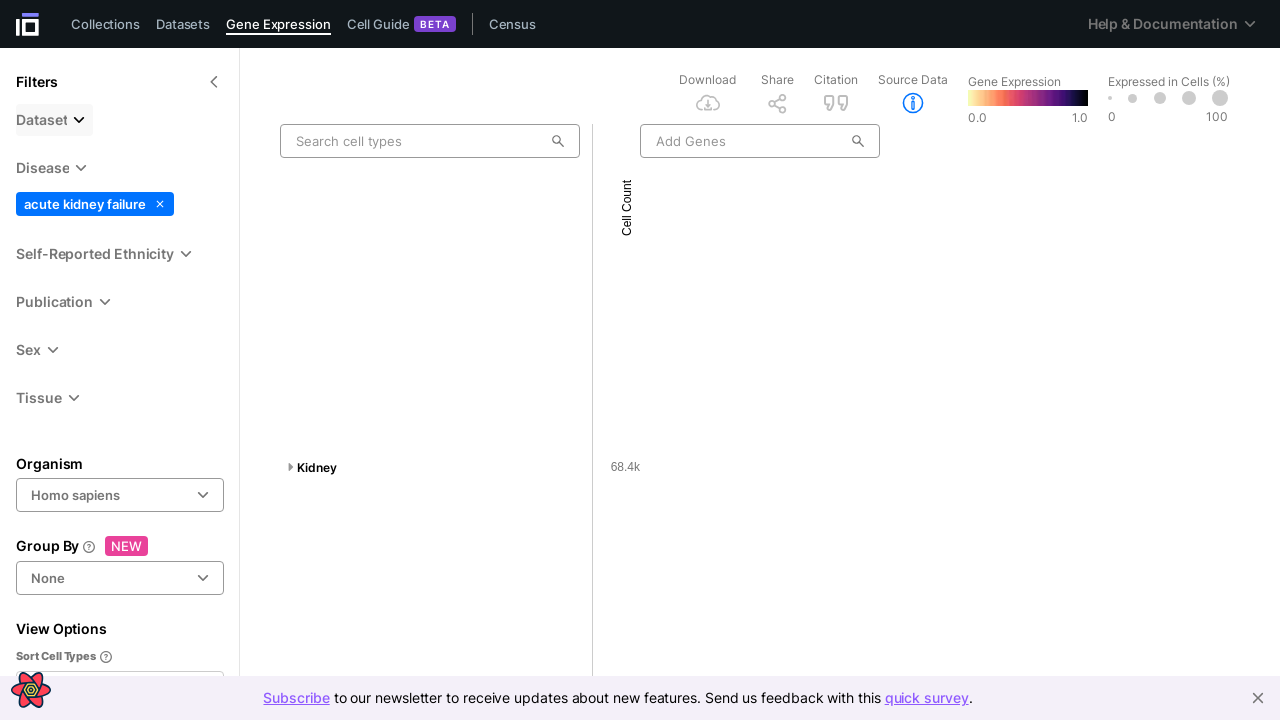 Collections Datasets Gene Expression Cell Guide BETA Census Help & Documentation
Filters
Dataset
Disease
acute kidney failure ×
Self-Reported Ethnicity
Publication
Sex
Tissue
Organism
Homo sapiens
Group By NEW
None
View Options
Sort Cell Types
Download Share Citation Source Data
Gene Expression
0.0 1.0
Expressed in Cells (%)
0 100
Search cell types
Add Genes
Cell Count
Kidney 68.4k
Subscribe to our newsletter to receive updates about new features. Send us feedback with this quick survey.